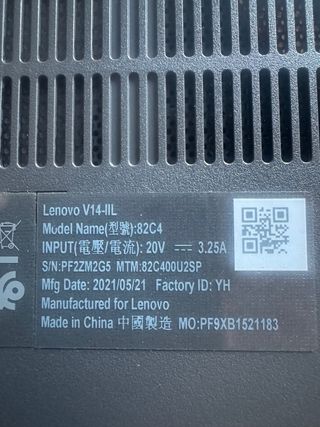 Lenovo V14-IIL
Model Name(型號):82C4
INPUT(電壓/電流): 20V ⎓ 3.25A
S/N:PF2ZM2G5 MTM:82C400U2SP
Mfg Date: 2021/05/21 Factory ID: YH
Manufactured for Lenovo
Made in China 中國製造 MO:PF9XB1521183